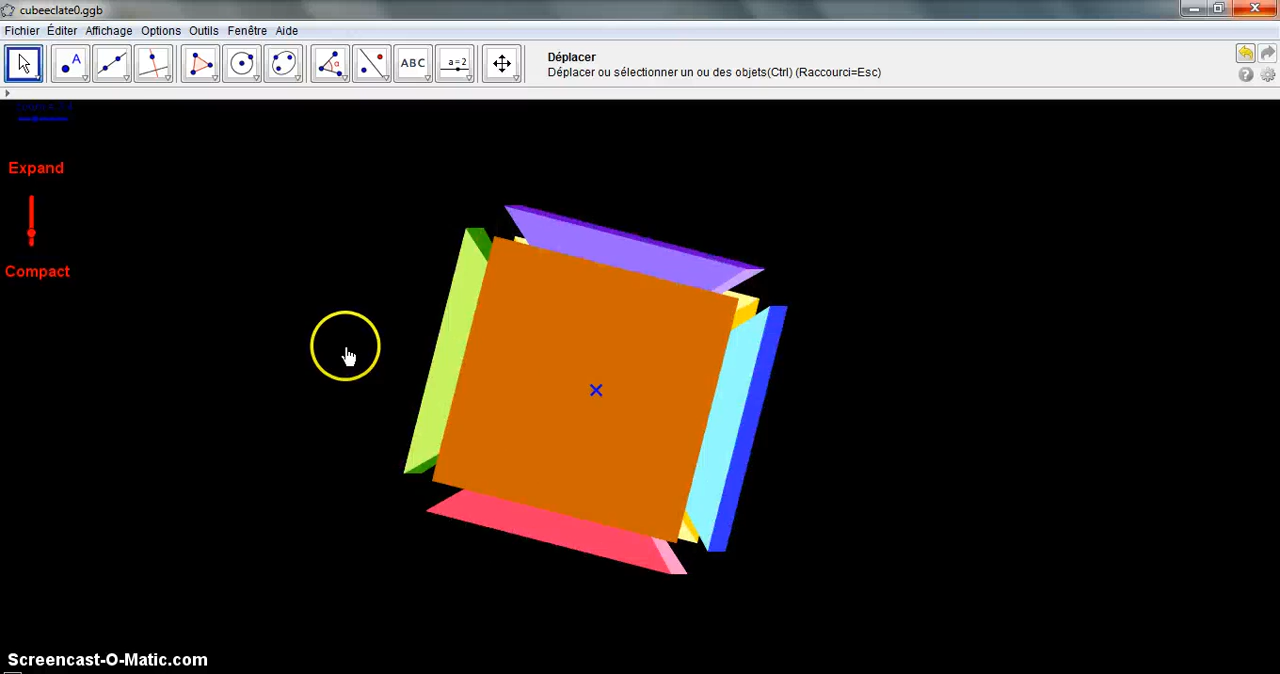 cubeeclate0.ggb
Fichier Éditer Affichage Options Outils Fenêtre Aide
A
α
ABC
a=2
Déplacer
Déplacer ou sélectionner un ou des objets(Ctrl) (Raccourci=Esc)
Expand
Compact
Screencast-O-Matic.com